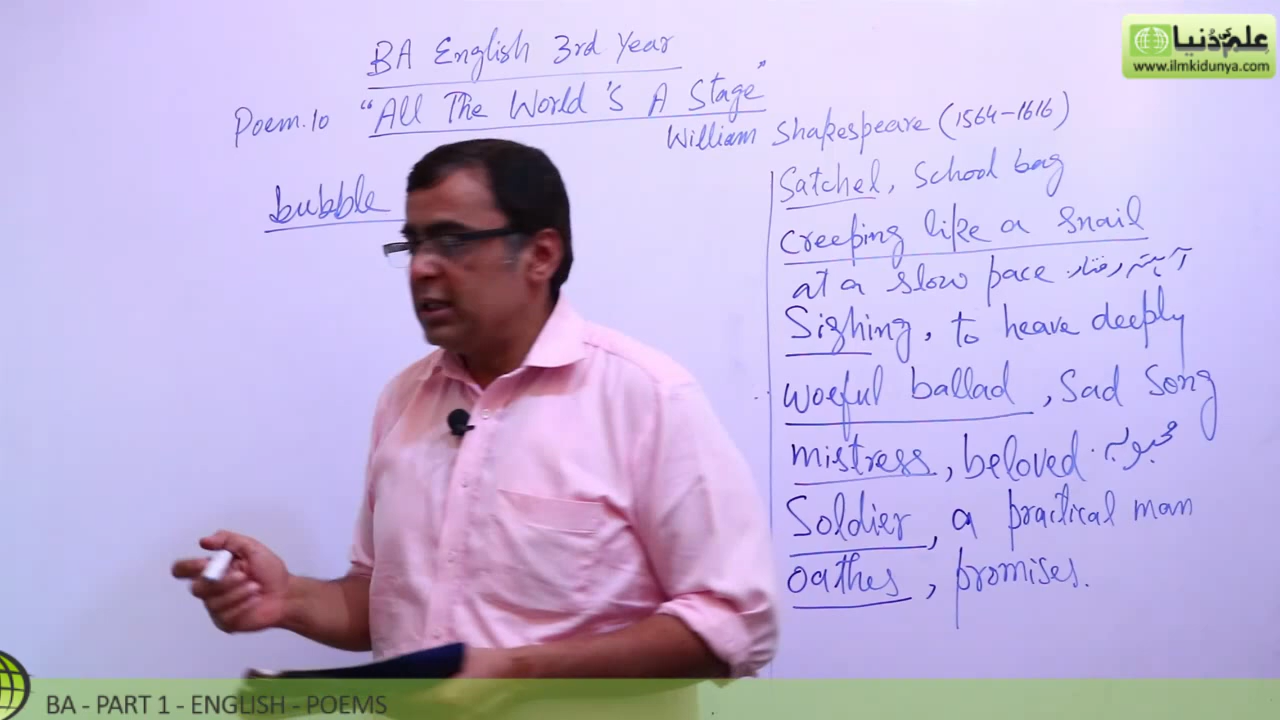 BA English 3rd Year
Poem.10 "All The World's A Stage"
William Shakespeare (1564-1616)
bubble
Satchel, School bag
Creeping like a snail
at a slow pace. آہستہ رفتار
Sighing, to heave deeply
woeful ballad, Sad Song
mistress, beloved. محبوبہ
Soldier, a practical man
oathes, promises.
علم کی دُنیا
www.ilmkidunya.com
BA - PART 1 - ENGLISH - POEMS